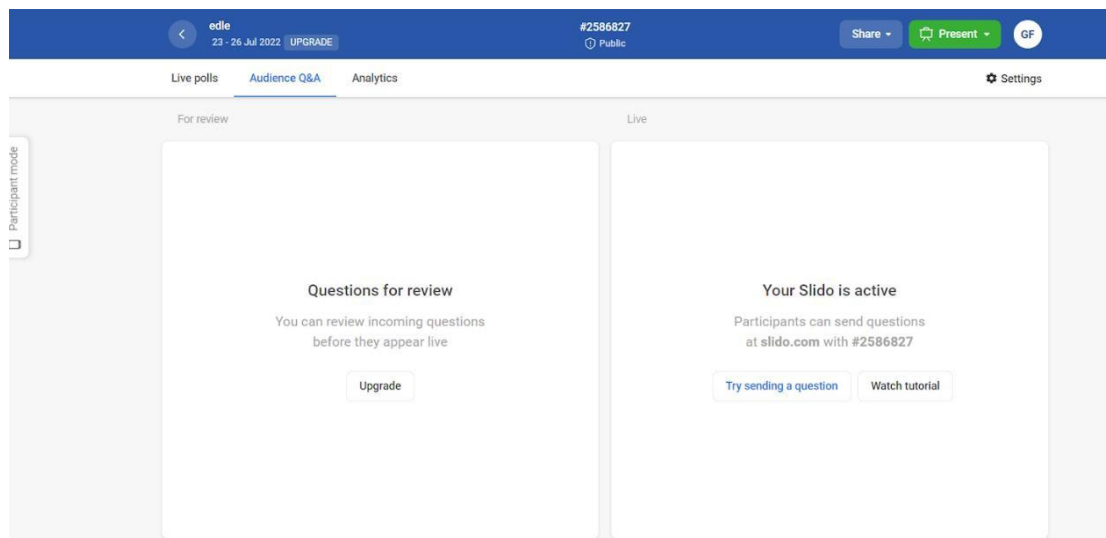 edle
23 - 26 Jul 2022 UPGRADE
#2586827
Public
Share
Present
GF
Live polls Audience Q&A Analytics
Settings
For review
Live
Participant mode
Questions for review
You can review incoming questions
before they appear live
Upgrade
Your Slido is active
Participants can send questions
at slido.com with #2586827
Try sending a question
Watch tutorial